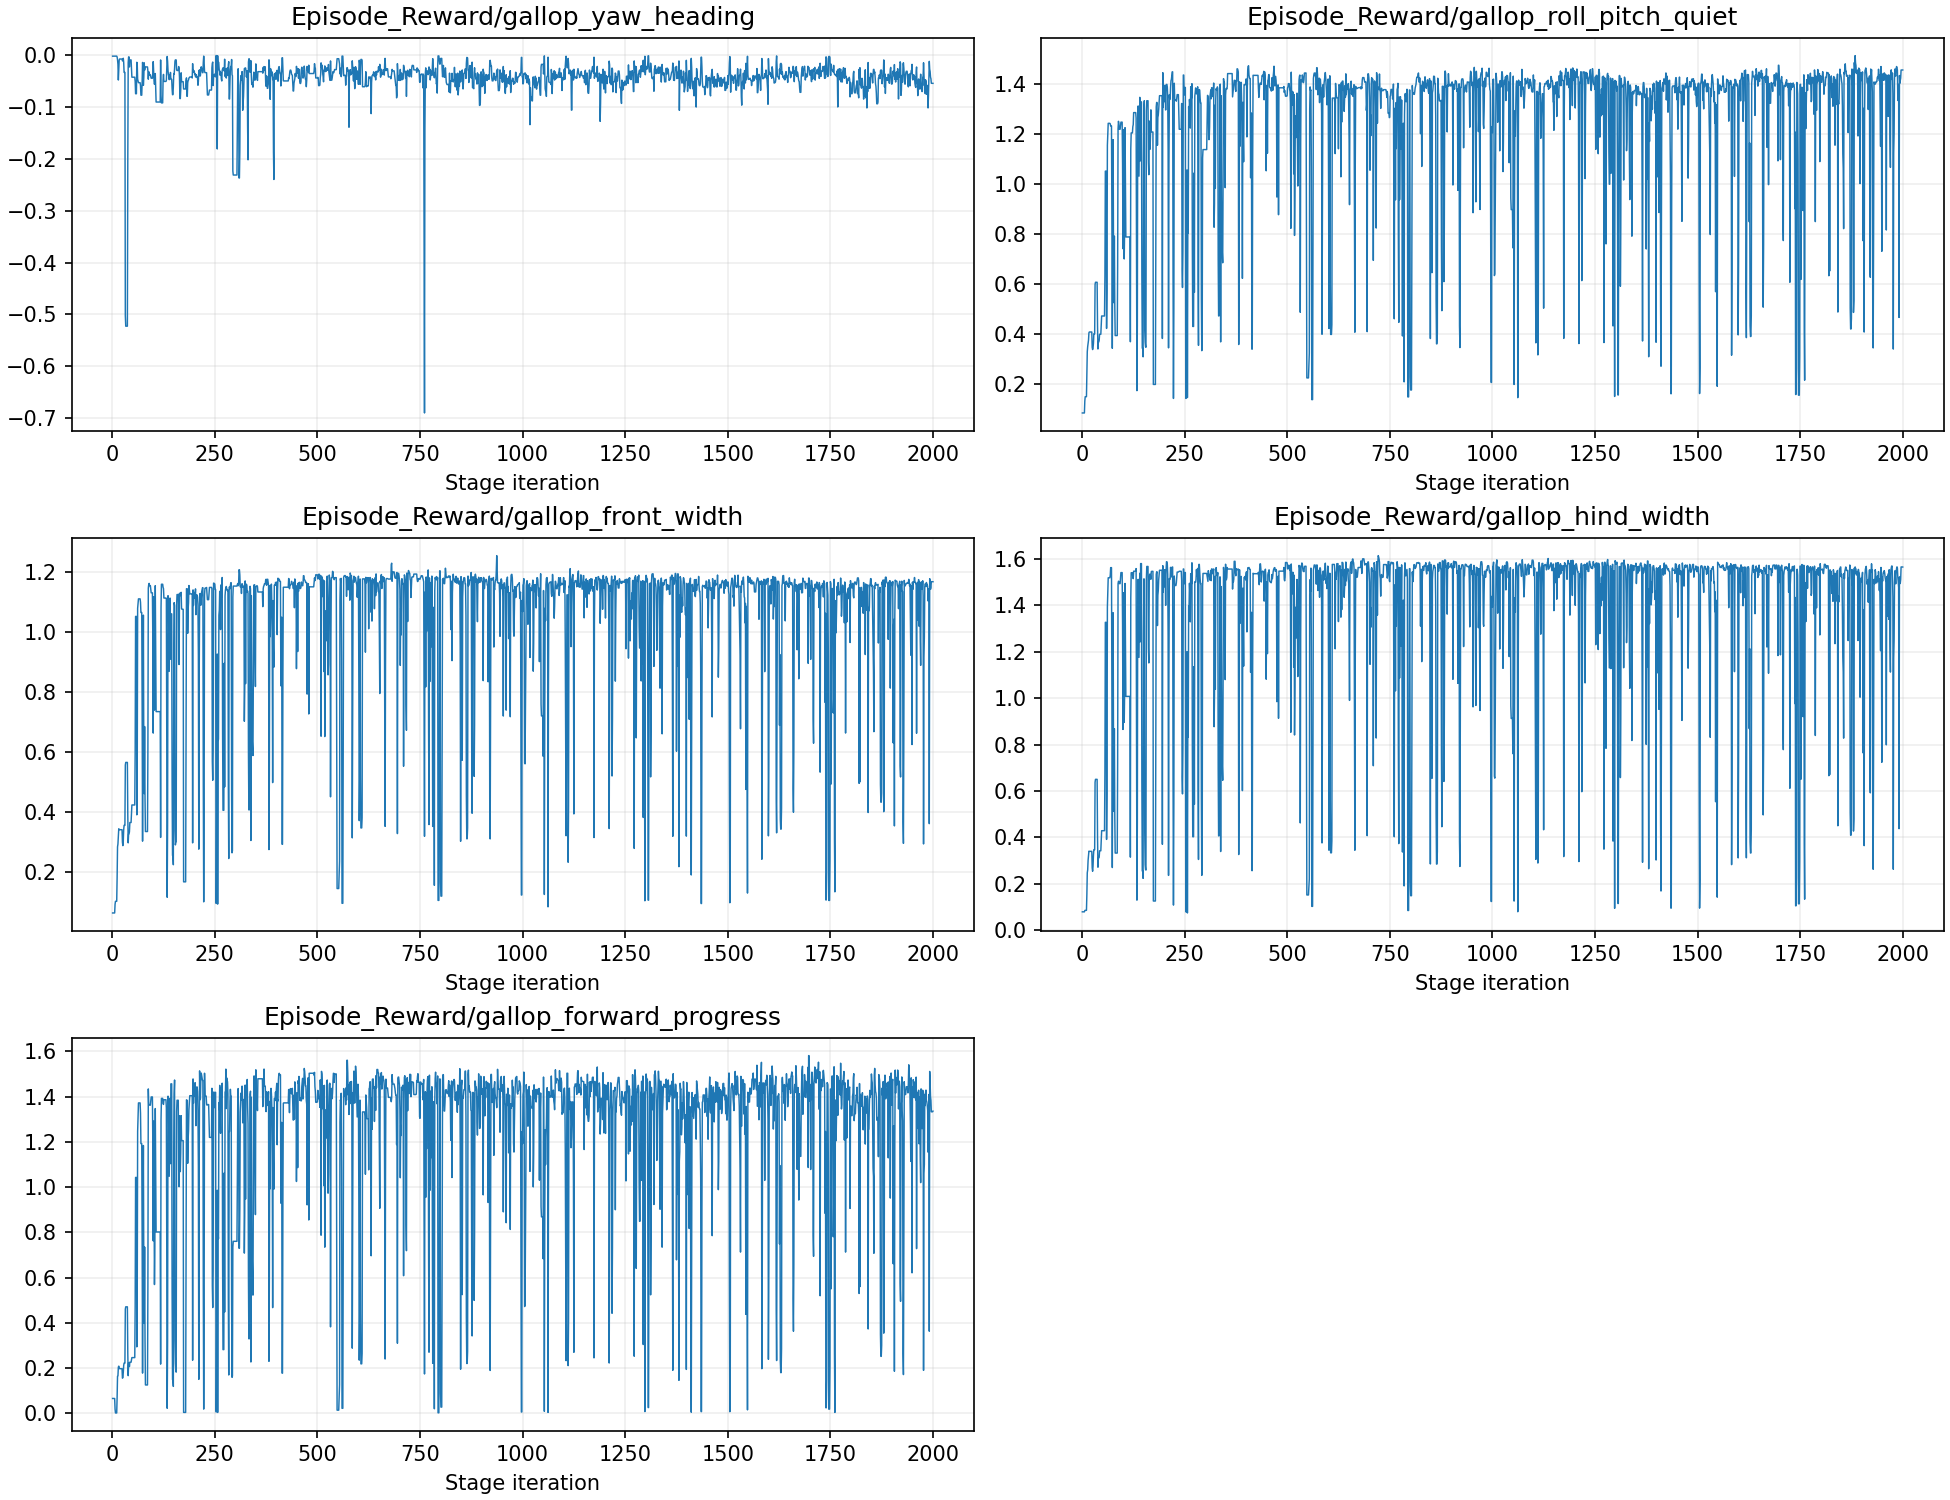 Episode_Reward/gallop_yaw_heading
0.0
−0.1
−0.2
−0.3
−0.4
−0.5
−0.6
−0.7
0 250 500 750 1000 1250 1500 1750 2000
Stage iteration
Episode_Reward/gallop_roll_pitch_quiet
1.4
1.2
1.0
0.8
0.6
0.4
0.2
0 250 500 750 1000 1250 1500 1750 2000
Stage iteration
Episode_Reward/gallop_front_width
1.2
1.0
0.8
0.6
0.4
0.2
0 250 500 750 1000 1250 1500 1750 2000
Stage iteration
Episode_Reward/gallop_hind_width
1.6
1.4
1.2
1.0
0.8
0.6
0.4
0.2
0.0
0 250 500 750 1000 1250 1500 1750 2000
Stage iteration
Episode_Reward/gallop_forward_progress
1.6
1.4
1.2
1.0
0.8
0.6
0.4
0.2
0.0
0 250 500 750 1000 1250 1500 1750 2000
Stage iteration